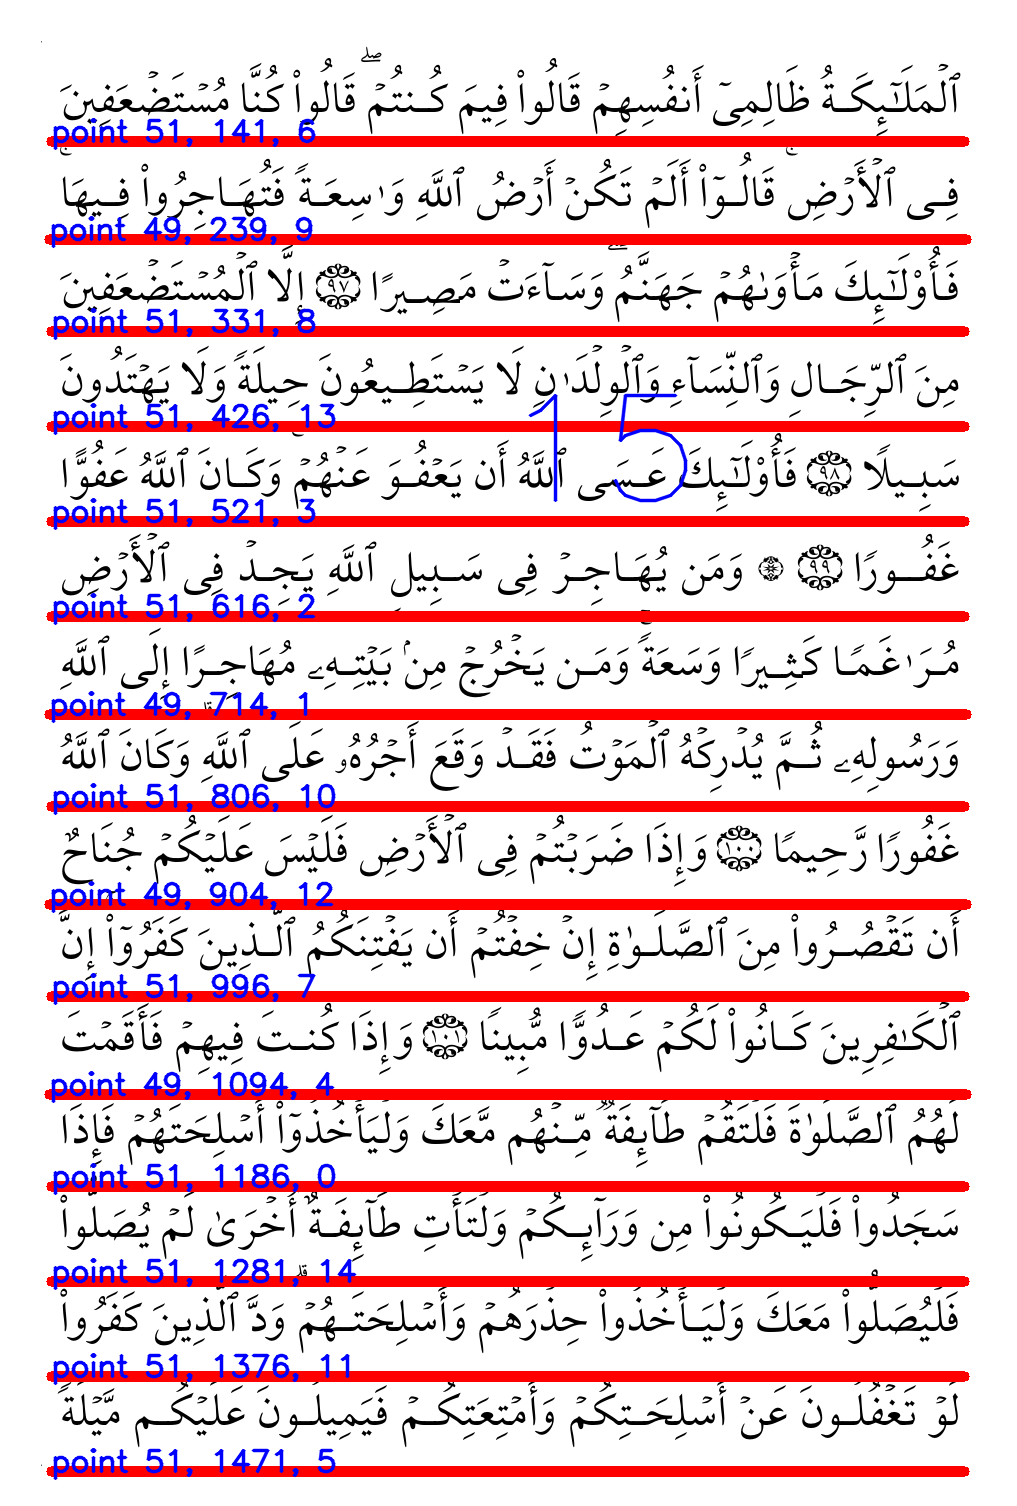 ٱلۡمَلَـٰٓئِكَةُ ظَالِمِىٓ أَنفُسِهِمۡ قَالُوا۟ فِيمَ كُنتُمۡۖ قَالُوا۟ كُنَّا مُسۡتَضۡعَفِينَ
point 51, 141, 6
فِى ٱلۡأَرۡضِۚ قَالُوٓا۟ أَلَمۡ تَكُنۡ أَرۡضُ ٱللَّهِ وَٰسِعَةً فَتُهَاجِرُوا۟ فِيهَاۚ
point 49, 239, 9
فَأُو۟لَـٰٓئِكَ مَأۡوَىٰهُمۡ جَهَنَّمُۖ وَسَآءَتۡ مَصِيرًا ٩٧ إِلَّا ٱلۡمُسۡتَضۡعَفِينَ
point 51, 331, 8
مِنَ ٱلرِّجَالِ وَٱلنِّسَآءِ وَٱلۡوِلۡدَٰنِ لَا يَسۡتَطِيعُونَ حِيلَةً وَلَا يَهۡتَدُونَ
point 51, 426, 13
15
سَبِيلًا ٩٨ فَأُو۟لَـٰٓئِكَ عَسَى ٱللَّهُ أَن يَعۡفُوَ عَنۡهُمۡۚ وَكَانَ ٱللَّهُ عَفُوًّا
point 51, 521, 3
غَفُورًا ٩٩ ۞ وَمَن يُهَاجِرۡ فِى سَبِيلِ ٱللَّهِ يَجِدۡ فِى ٱلۡأَرۡضِ
point 51, 616, 2
مُرَٰغَمًا كَثِيرًا وَسَعَةًۚ وَمَن يَخۡرُجۡ مِنۢ بَيۡتِهِۦ مُهَاجِرًا إِلَى ٱللَّهِ
point 49, 714, 1
وَرَسُولِهِۦ ثُمَّ يُدۡرِكۡهُ ٱلۡمَوۡتُ فَقَدۡ وَقَعَ أَجۡرُهُۥ عَلَى ٱللَّهِۗ وَكَانَ ٱللَّهُ
point 51, 806, 10
غَفُورًا رَّحِيمًا ١٠٠ وَإِذَا ضَرَبۡتُمۡ فِى ٱلۡأَرۡضِ فَلَيۡسَ عَلَيۡكُمۡ جُنَاحٌ
point 49, 904, 12
أَن تَقۡصُرُوا۟ مِنَ ٱلصَّلَوٰةِ إِنۡ خِفۡتُمۡ أَن يَفۡتِنَكُمُ ٱلَّذِينَ كَفَرُوٓا۟ إِنَّ
point 51, 996, 7
ٱلۡكَـٰفِرِينَ كَانُوا۟ لَكُمۡ عَدُوًّا مُّبِينًا ١٠١ وَإِذَا كُنتَ فِيهِمۡ فَأَقَمۡتَ
point 49, 1094, 4
لَهُمُ ٱلصَّلَوٰةَ فَلۡتَقُمۡ طَآئِفَةٌ مِّنۡهُم مَّعَكَ وَلۡيَأۡخُذُوٓا۟ أَسۡلِحَتَهُمۡ فَإِذَا
point 51, 1186, 0
سَجَدُوا۟ فَلۡيَكُونُوا۟ مِن وَرَآئِكُمۡ وَلۡتَأۡتِ طَآئِفَةٌ أُخۡرَىٰ لَمۡ يُصَلُّوا۟
point 51, 1281, 14
فَلۡيُصَلُّوا۟ مَعَكَ وَلۡيَأۡخُذُوا۟ حِذۡرَهُمۡ وَأَسۡلِحَتَهُمۡۗ وَدَّ ٱلَّذِينَ كَفَرُوا۟
point 51, 1376, 11
لَوۡ تَغۡفُلُونَ عَنۡ أَسۡلِحَتِكُمۡ وَأَمۡتِعَتِكُمۡ فَيَمِيلُونَ عَلَيۡكُم مَّيۡلَةً
point 51, 1471, 5